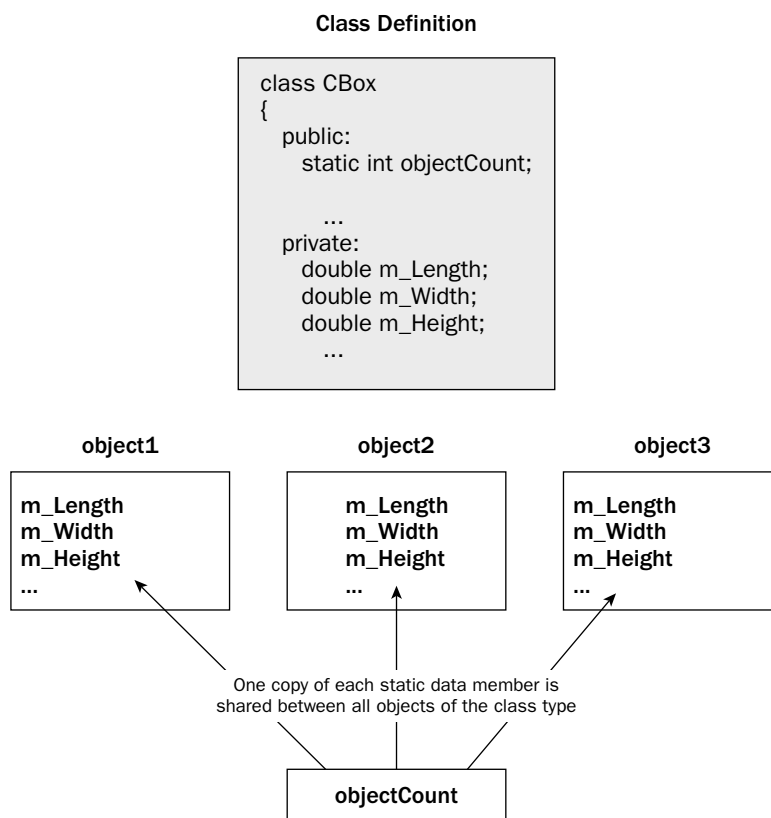 Class Definition
class CBox
{
public:
static int objectCount;
...
private:
double m_Length;
double m_Width;
double m_Height;
...
object1
m_Length
m_Width
m_Height
...
object2
m_Length
m_Width
m_Height
...
object3
m_Length
m_Width
m_Height
...
One copy of each static data member is
shared between all objects of the class type
objectCount